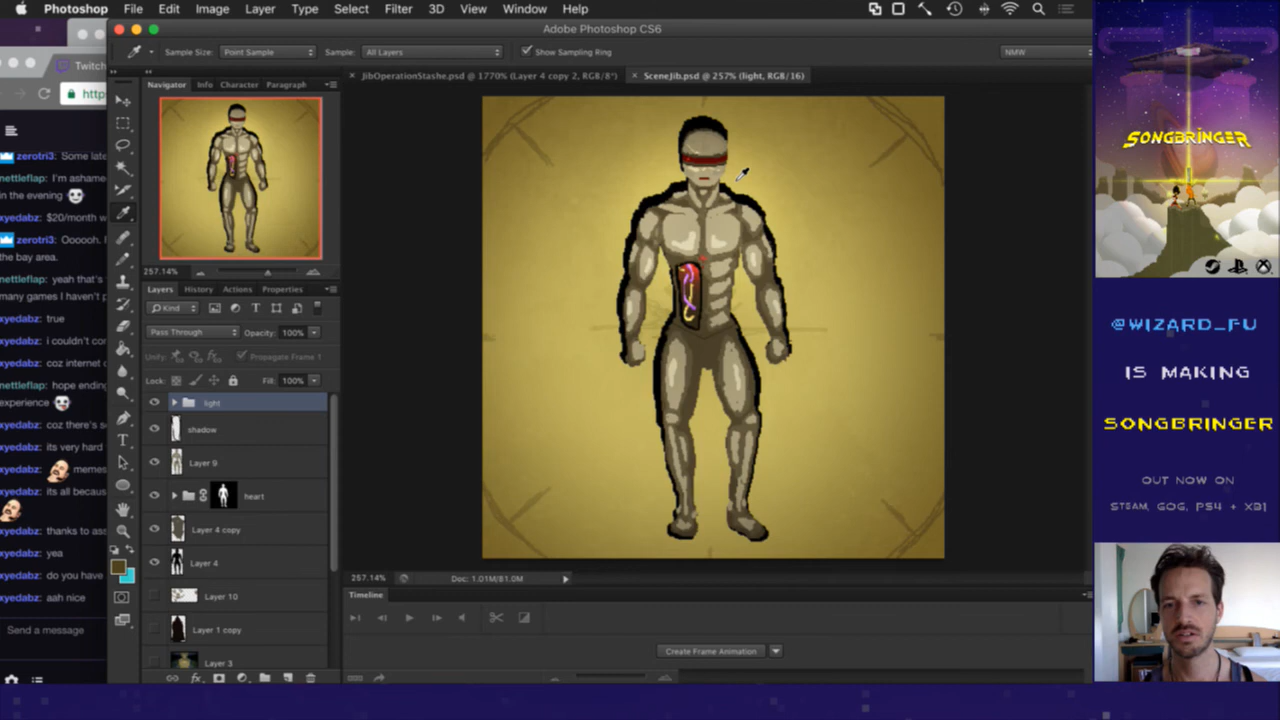 Photoshop File Edit Image Layer Type Select Filter 3D View Window Help
Adobe Photoshop CS6
Sample Size: Point Sample Sample: All Layers Show Sampling Ring NMW
JibOperationStashe.psd @ 1770% (Layer 4 copy 2, RGB/8*)
SceneJib.psd @ 257% (light, RGB/16)
Twitch
http
zerotri3: Some late
nettleflap: I'm ashame
in the evening
xyedabz: $20/month w
zerotri3: Oooooh. I
the bay area.
nettleflap: yeah that's
many games I haven't p
xyedabz: true
xyedabz: i couldn't con
xyedabz: coz internet c
nettleflap: hope ending
experience
xyedabz: coz there's s
xyedabz: its very hard
memes
xyedabz: its all becaus
xyedabz: thanks to ass
xyedabz: yea
xyedabz: do you have
xyedabz: aah nice
Send a message
Navigator Info Character Paragraph
257.14%
Layers History Actions Properties
Kind
Pass Through Opacity: 100%
Unify: Propagate Frame 1
Lock: Fill: 100%
light
shadow
Layer 9
heart
Layer 4 copy
Layer 4
Layer 10
Layer 1 copy
Layer 3
257.14% Doc: 1.01M/81.0M
Timeline
Create Frame Animation
SONGBRINGER
@WIZARD_FU
IS MAKING
SONGBRINGER
OUT NOW ON
STEAM, GOG, PS4 + XB1